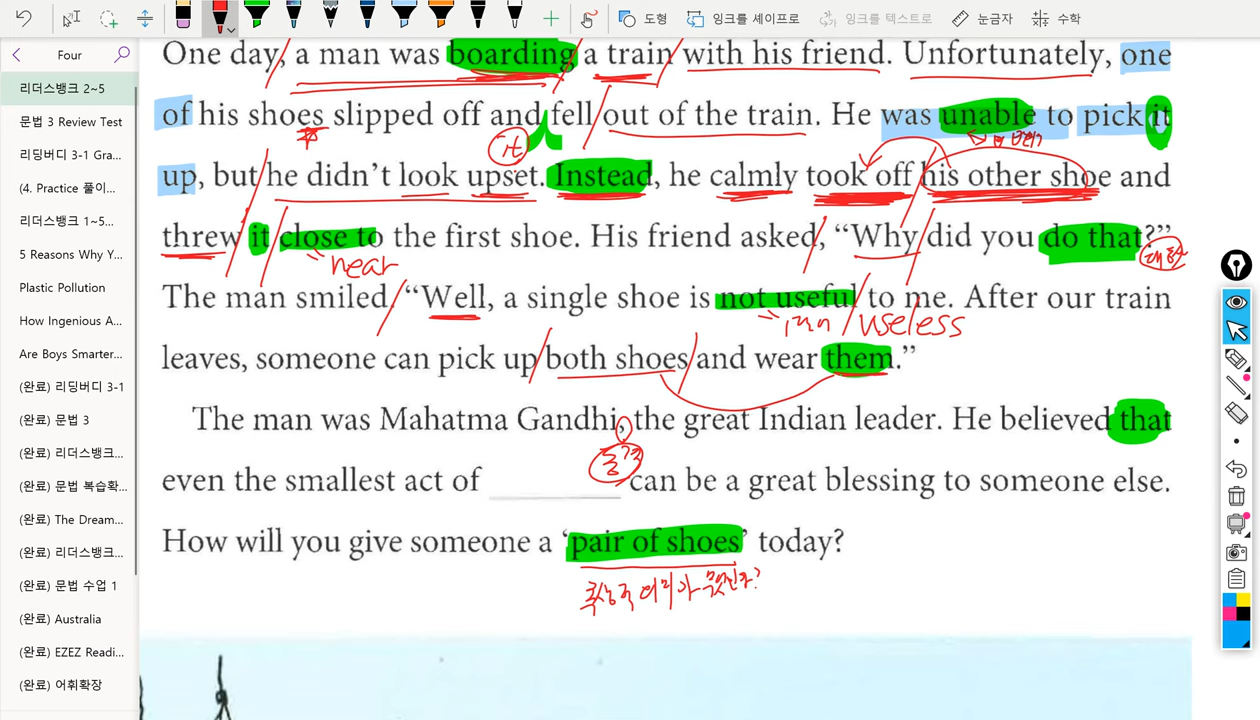 도형
잉크를 셰이프로
잉크를 텍스트로
눈금자
수학
Four
리더스뱅크 2~5
문법 3 Review Test
리딩버디 3-1 Gra...
(4. Practice 풀이...
리더스뱅크 1~5...
5 Reasons Why Y...
Plastic Pollution
How Ingenious A...
Are Boys Smarter...
(완료) 리딩버디 3-1
(완료) 문법 3
(완료) 리더스뱅크...
(완료) 문법 복습확...
(완료) The Dream...
(완료) 리더스뱅크...
(완료) 문법 수업 1
(완료) Australia
(완료) EZEZ Readi...
(완료) 어휘확장
One day, a man was boarding a train with his friend. Unfortunately, one
of his shoes slipped off and fell out of the train. He was unable to pick it
it
up, but he didn't look upset. Instead, he calmly took off his other shoe and
threw it close to the first shoe. His friend asked, "Why did you do that?"
near
The man smiled, "Well, a single shoe is not useful to me. After our train
useless
leaves, someone can pick up both shoes and wear them."
The man was Mahatma Gandhi, the great Indian leader. He believed that
동격
even the smallest act of ________ can be a great blessing to someone else.
How will you give someone a 'pair of shoes' today?